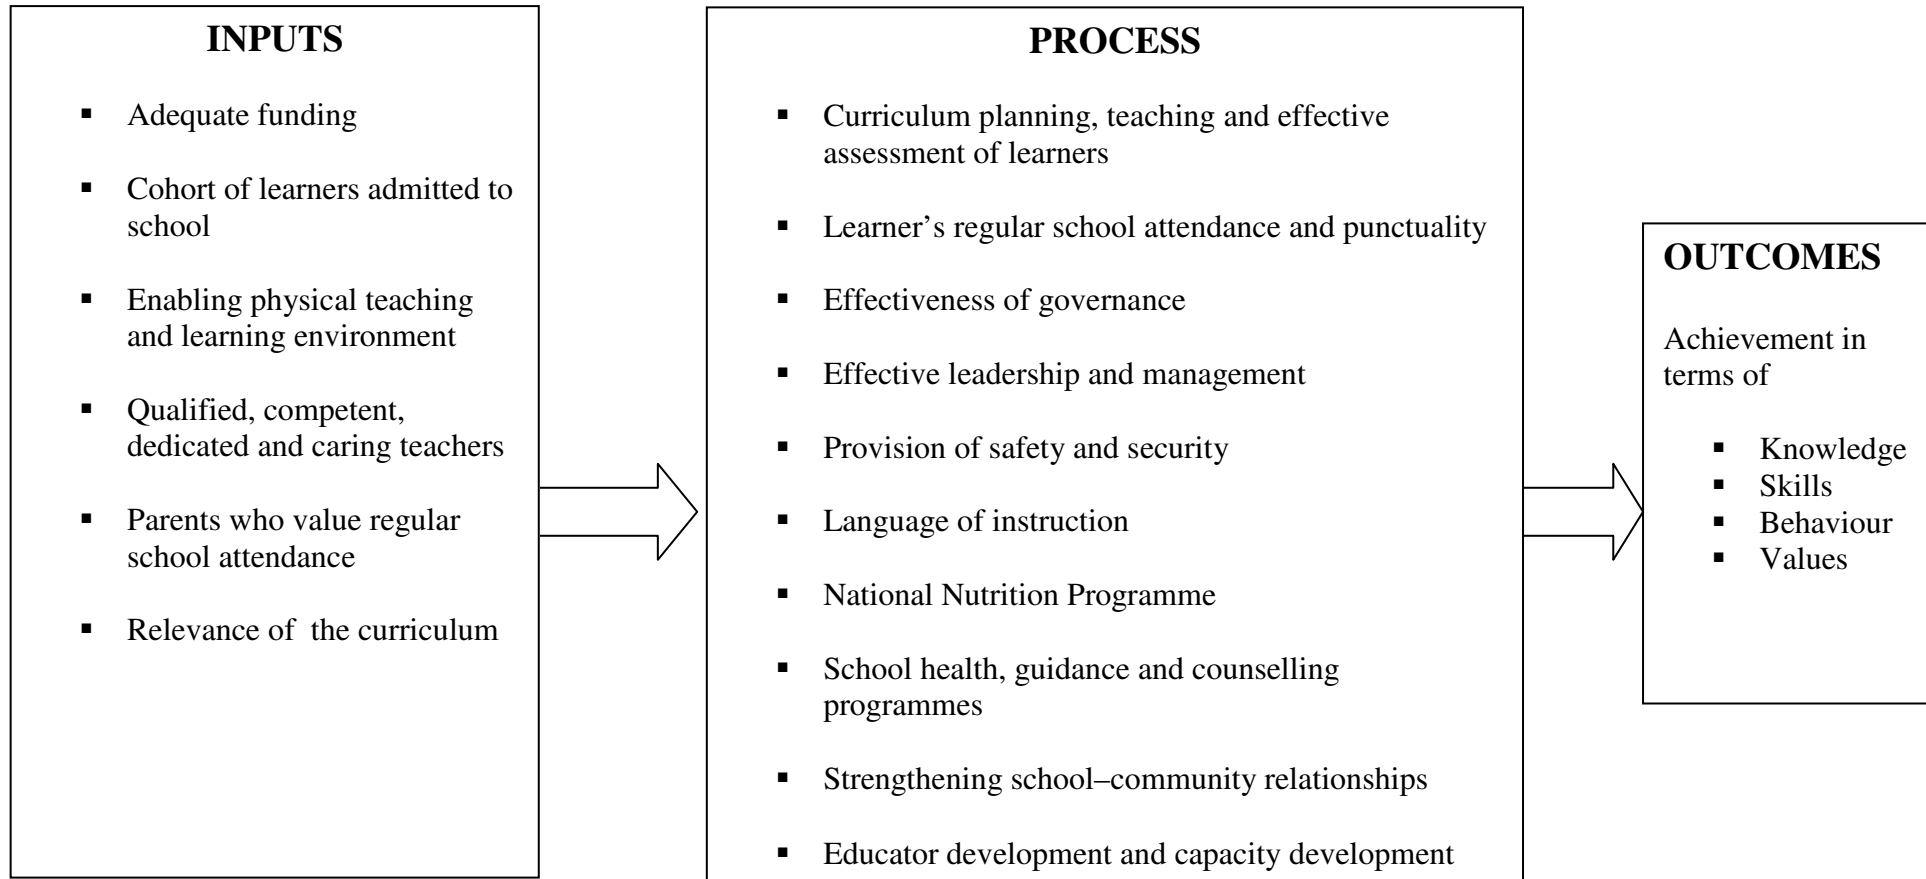 INPUTS
▪ Adequate funding
▪ Cohort of learners admitted to
school
▪ Enabling physical teaching
and learning environment
▪ Qualified, competent,
dedicated and caring teachers
▪ Parents who value regular
school attendance
▪ Relevance of  the curriculum
PROCESS
▪ Curriculum planning, teaching and effective
assessment of learners
▪ Learner’s regular school attendance and punctuality
▪ Effectiveness of governance
▪ Effective leadership and management
▪ Provision of safety and security
▪ Language of instruction
▪ National Nutrition Programme
▪ School health, guidance and counselling
programmes
▪ Strengthening school–community relationships
▪ Educator development and capacity development
OUTCOMES
Achievement in
terms of
▪ Knowledge
▪ Skills
▪ Behaviour
▪ Values